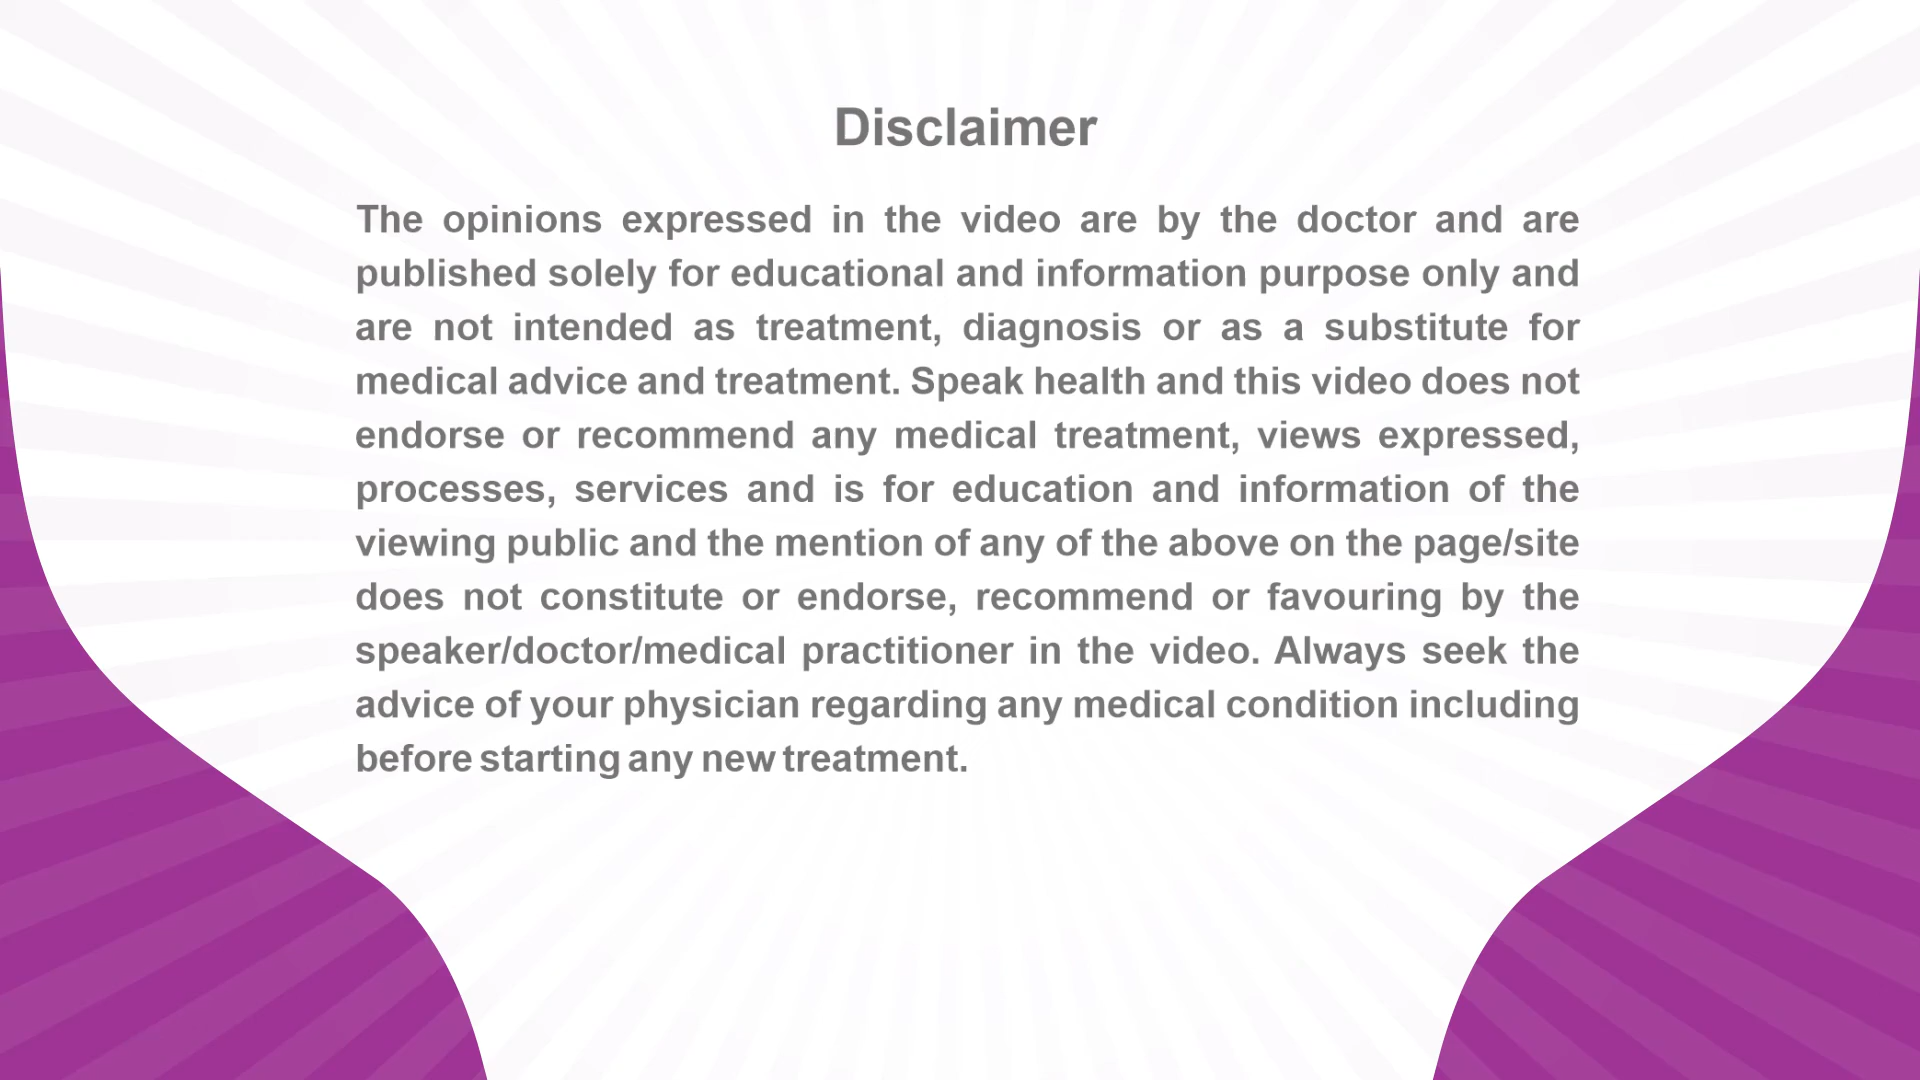 Disclaimer
The opinions expressed in the video are by the doctor and are
published solely for educational and information purpose only and
are not intended as treatment, diagnosis or as a substitute for
medical advice and treatment. Speak health and this video does not
endorse or recommend any medical treatment, views expressed,
processes, services and is for education and information of the
viewing public and the mention of any of the above on the page/site
does not constitute or endorse, recommend or favouring by the
speaker/doctor/medical practitioner in the video. Always seek the
advice of your physician regarding any medical condition including
before starting any new treatment.